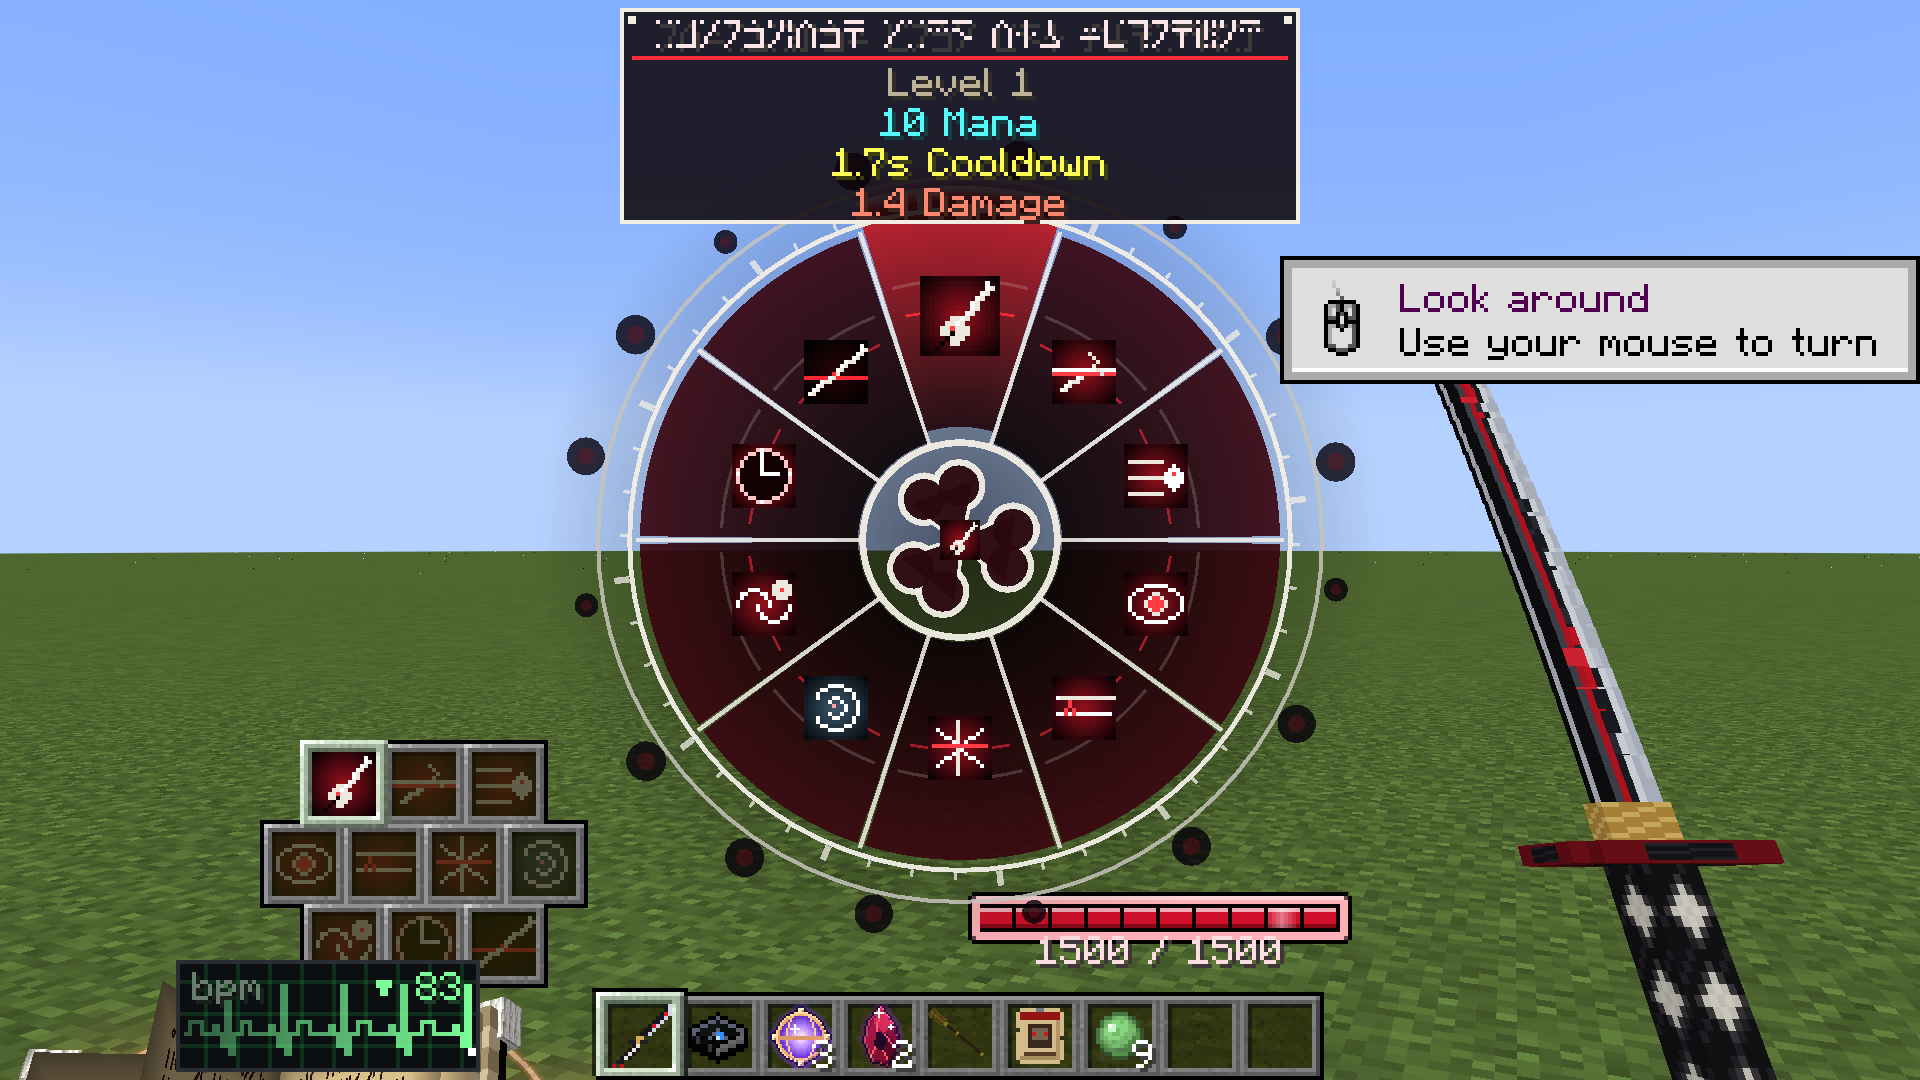 Level 1
10 Mana
1.7s Cooldown
1.4 Damage
Look around
Use your mouse to turn
1500 / 1500
bpm 83
3
2
9